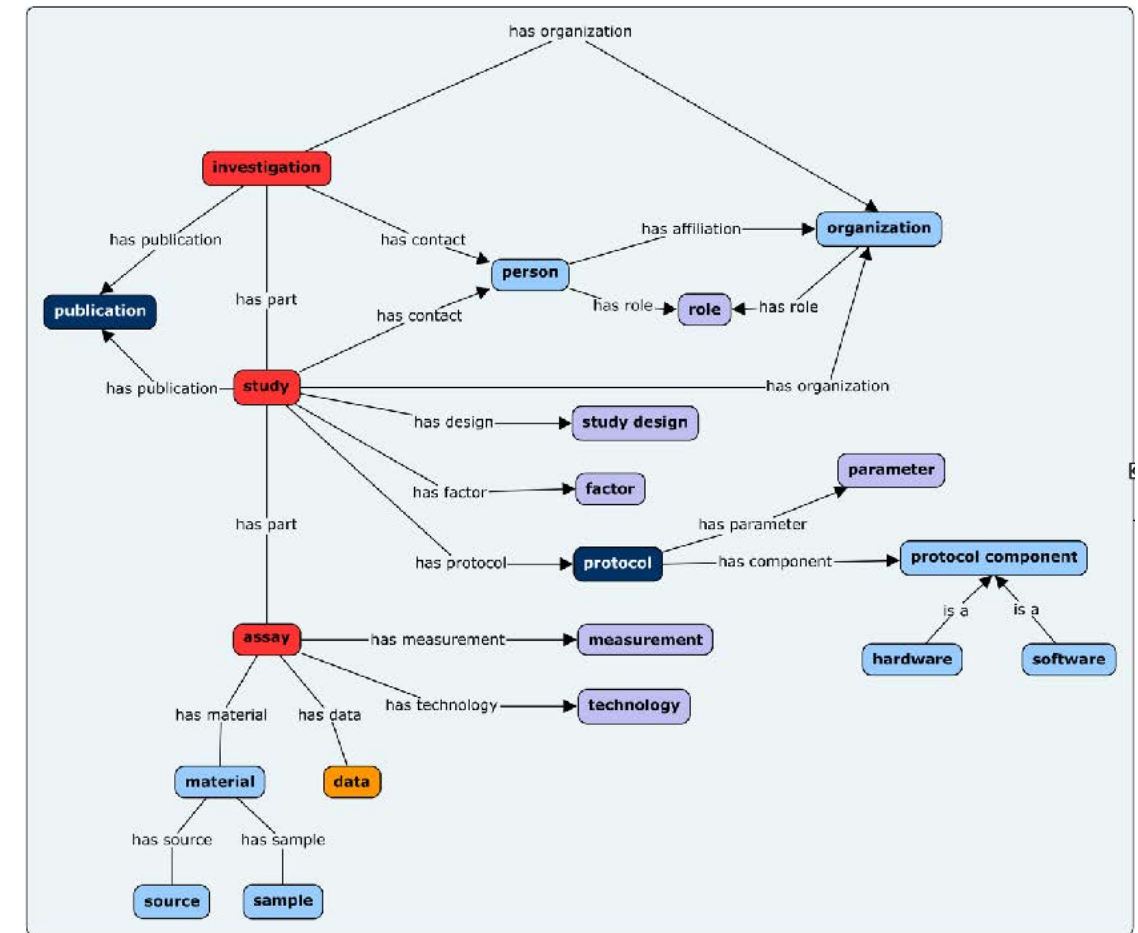 has organization
investigation
organization
has affiliation
has publication
has contact
person
has part
publication
has role
role
has role
has contact
study
has publication
has organization
has design
study design
parameter
has factor
factor
has part
has parameter
protocol component
has protocol
protocol
has component
is a
is a
assay
has measurement
measurement
hardware
software
has technology
technology
has material
has data
material
data
has source
has sample
source
sample